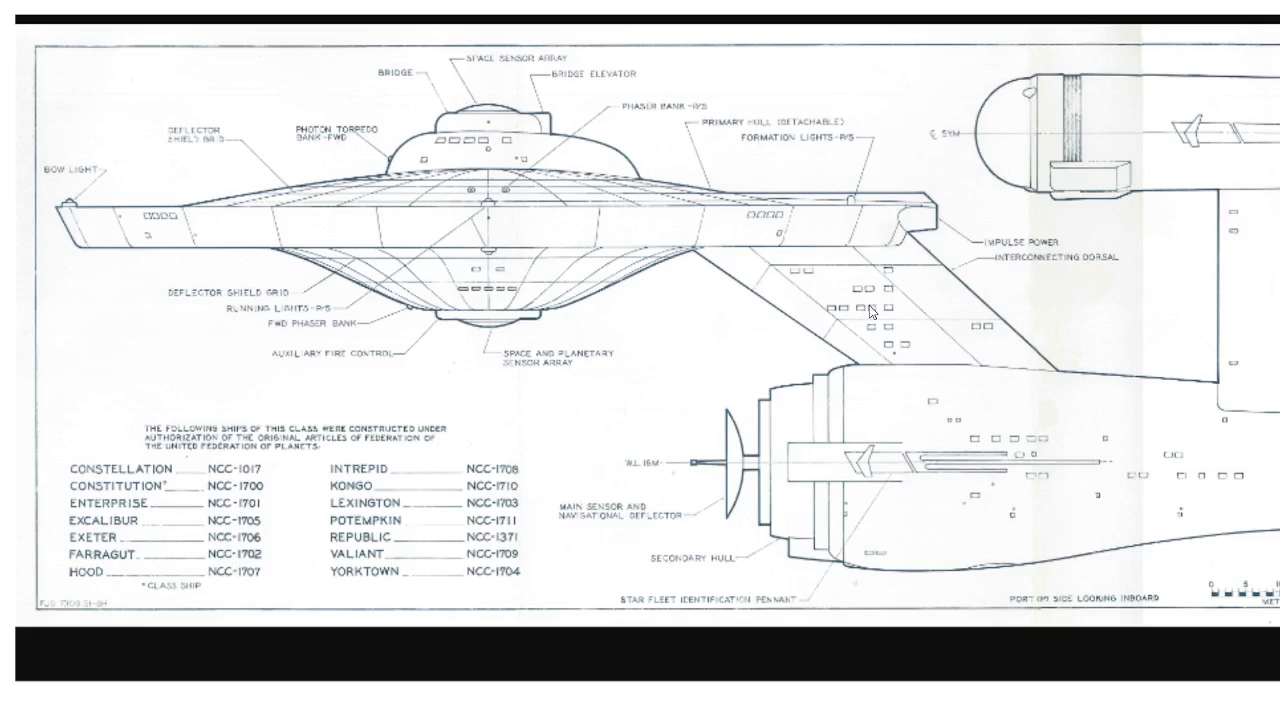 SPACE SENSOR ARRAY
BRIDGE
BRIDGE ELEVATOR
PHASER BANK-P/S
PRIMARY HULL (DETACHABLE)
DEFLECTOR
SHIELD GRID
PHOTON TORPEDO
BANK-FWD
FORMATION LIGHTS-P/S
SYM
BOW LIGHT
IMPULSE POWER
INTERCONNECTING DORSAL
DEFLECTOR SHIELD GRID
RUNNING LIGHTS-P/S
FWD PHASER BANK
AUXILIARY FIRE CONTROL
SPACE AND PLANETARY
SENSOR ARRAY
THE FOLLOWING SHIPS OF THIS CLASS WERE CONSTRUCTED UNDER
AUTHORIZATION OF THE ORIGINAL ARTICLES OF FEDERATION OF
THE UNITED FEDERATION OF PLANETS:
CONSTELLATION NCC-1017 INTREPID NCC-1708
CONSTITUTION* NCC-1700 KONGO NCC-1710
ENTERPRISE NCC-1701 LEXINGTON NCC-1703
EXCALIBUR NCC-1705 POTEMPKIN NCC-1711
EXETER NCC-1706 REPUBLIC NCC-1371
FARRAGUT NCC-1702 VALIANT NCC-1709
HOOD NCC-1707 YORKTOWN NCC-1704
* CLASS SHIP
W.L. 16M
MAIN SENSOR AND
NAVIGATIONAL DEFLECTOR
SECONDARY HULL
STAR FLEET IDENTIFICATION PENNANT
PORT (P) SIDE LOOKING INBOARD
0 5
MET